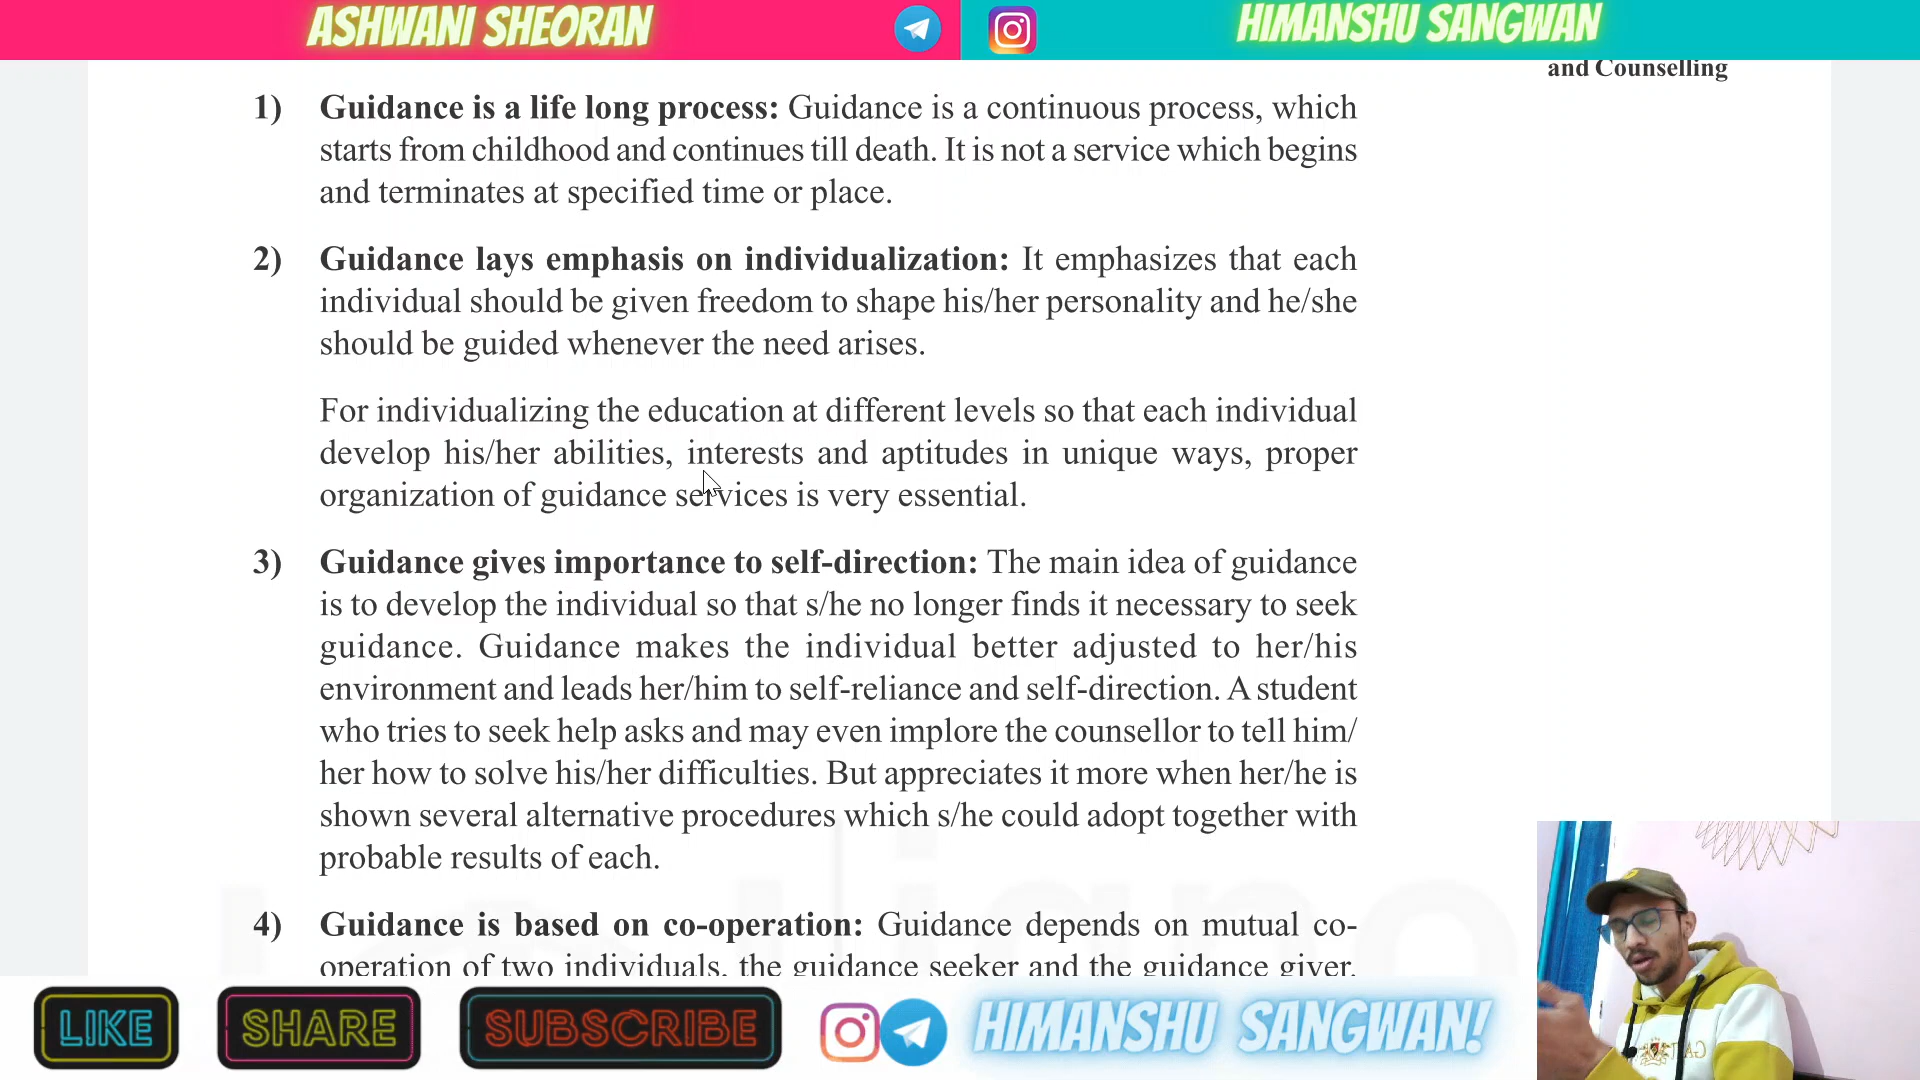 ASHWANI SHEORAN
HIMANSHU SANGWAN
and Counselling
1) Guidance is a life long process: Guidance is a continuous process, which
starts from childhood and continues till death. It is not a service which begins
and terminates at specified time or place.
2) Guidance lays emphasis on individualization: It emphasizes that each
individual should be given freedom to shape his/her personality and he/she
should be guided whenever the need arises.
For individualizing the education at different levels so that each individual
develop his/her abilities, interests and aptitudes in unique ways, proper
organization of guidance services is very essential.
3) Guidance gives importance to self-direction: The main idea of guidance
is to develop the individual so that s/he no longer finds it necessary to seek
guidance. Guidance makes the individual better adjusted to her/his
environment and leads her/him to self-reliance and self-direction. A student
who tries to seek help asks and may even implore the counsellor to tell him/
her how to solve his/her difficulties. But appreciates it more when her/he is
shown several alternative procedures which s/he could adopt together with
probable results of each.
4) Guidance is based on co-operation: Guidance depends on mutual co-
operation of two individuals, the guidance seeker and the guidance giver.
LIKE
SHARE
SUBSCRIBE
HIMANSHU SANGWAN!